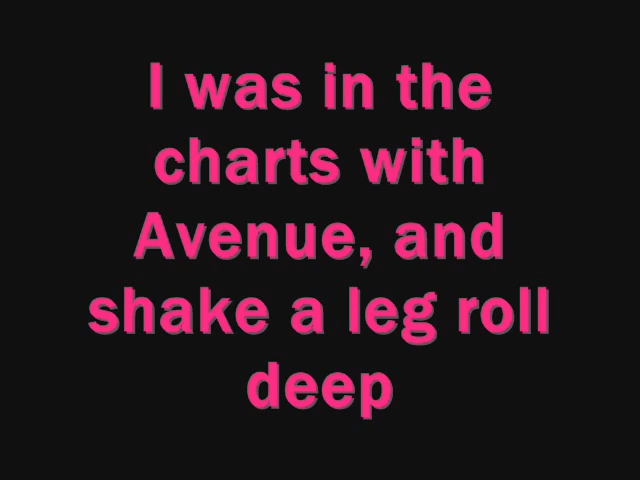 I was in the
charts with
Avenue, and
shake a leg roll
deep